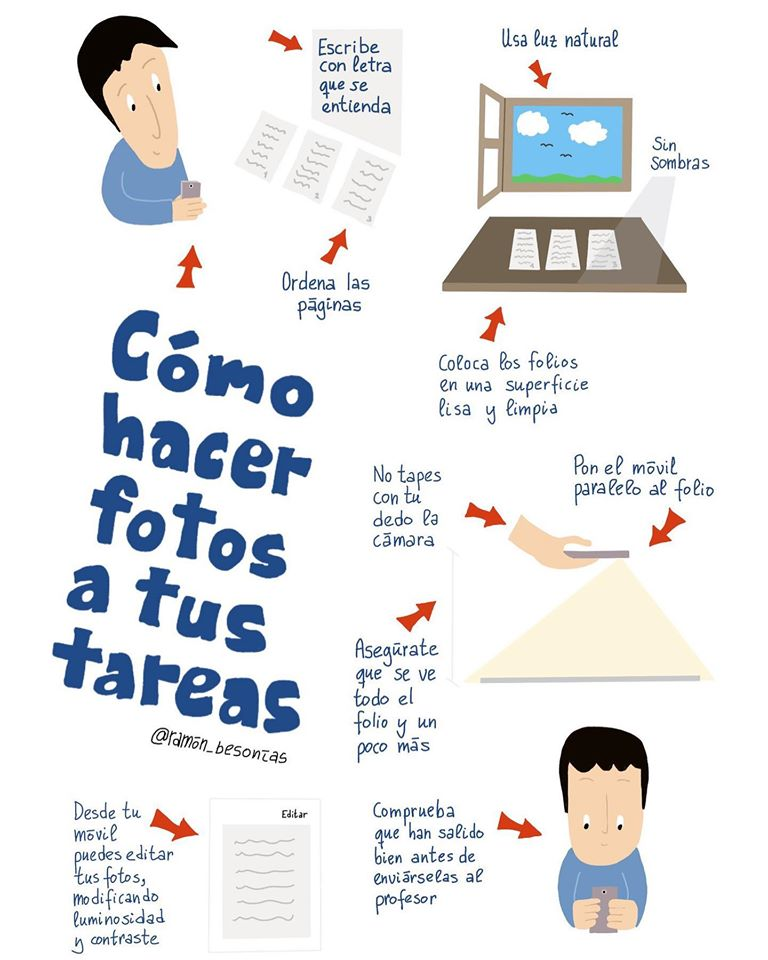 Escribe
con letra
que se
entienda
Usa luz natural
Sin
sombras
Ordena las
páginas
Coloca los folios
en una superficie
lisa y limpia
Cómo
hacer
fotos
a tus
tareas
@ramón_besonías
No tapes
con tu
dedo la
cámara
Pon el móvil
paralelo al folio
Asegúrate
que se ve
todo el
folio y un
poco más
Desde tu
móvil
puedes editar
tus fotos,
modificando
luminosidad
y contraste
Editar
Comprueba
que han salido
bien antes de
enviárselas al
profesor